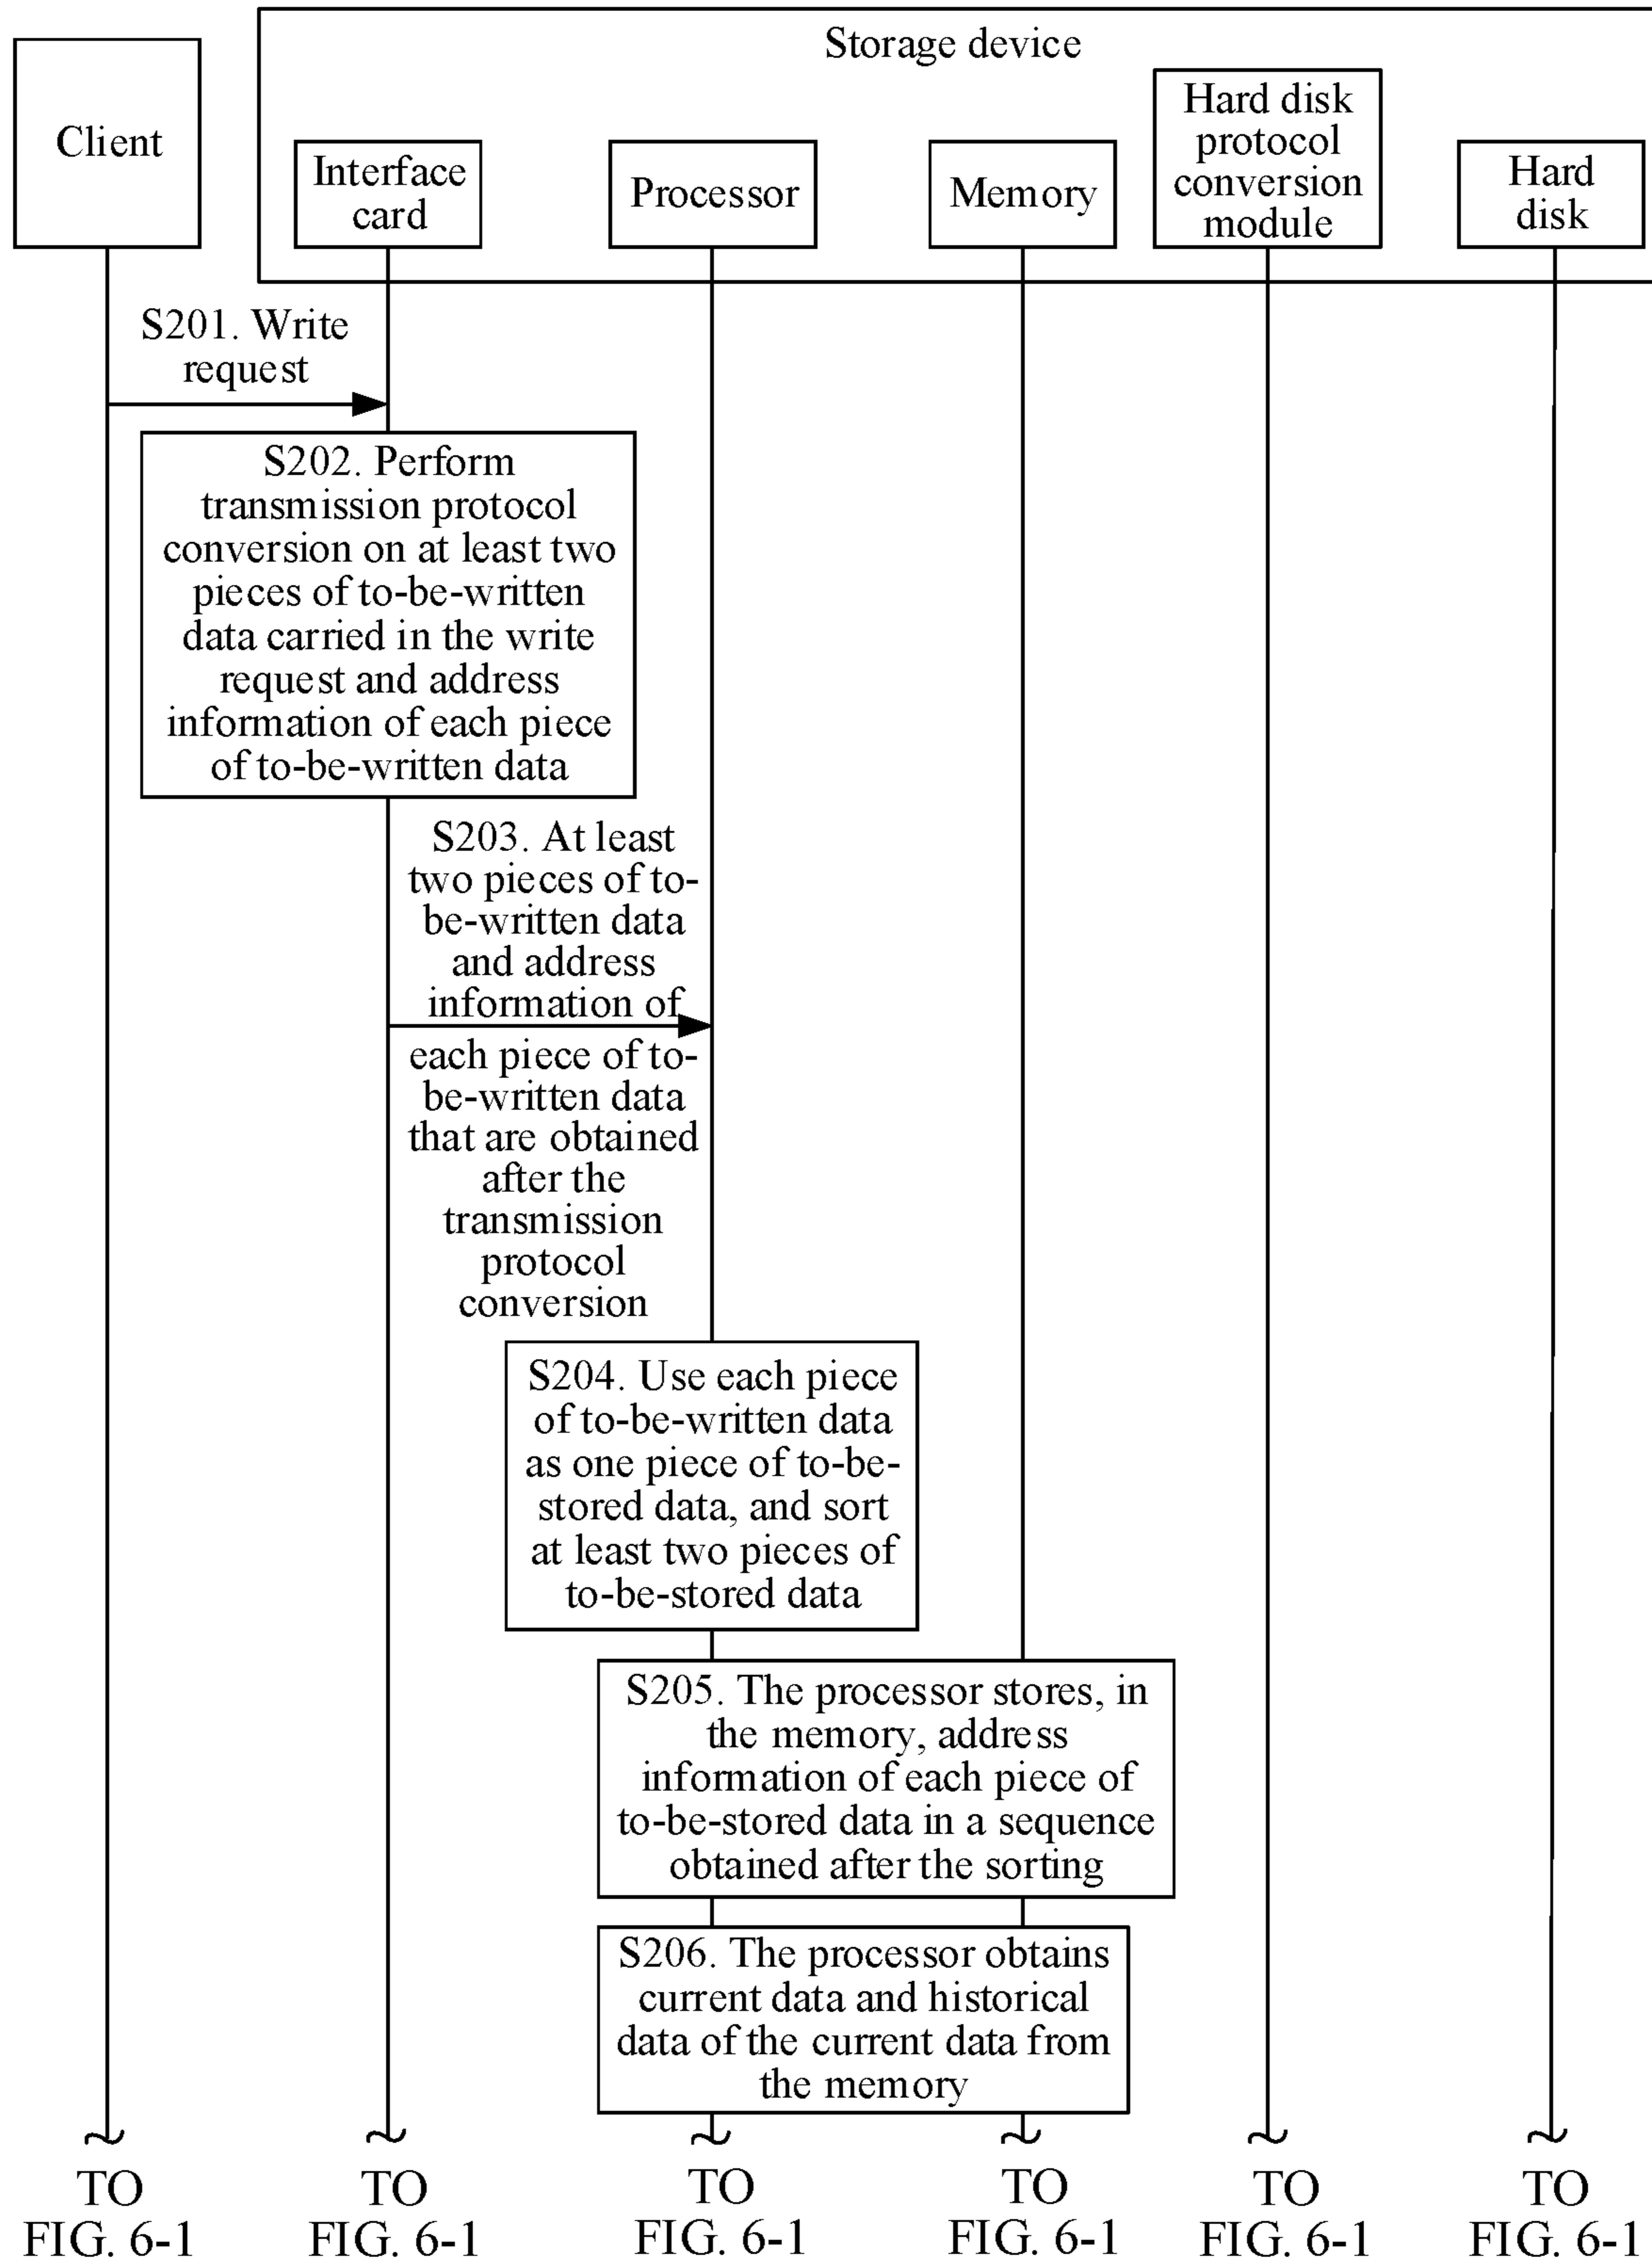 Storage device
Client
Interface
card
Processor
Memory
Hard disk
protocol
conversion
module
Hard
disk
S201. Write
request
S202. Perform
transmission protocol
conversion on at least two
pieces of to-be-written
data carried in the write
request and address
information of each piece
of to-be-written data
S203. At least
two pieces of to-
be-written data
and address
information of
each piece of to-
be-written data
that are obtained
after the
transmission
protocol
conversion
S204. Use each piece
of to-be-written data
as one piece of to-be-
stored data, and sort
at least two pieces of
to-be-stored data
S205. The processor stores, in
the memory, address
information of each piece of
to-be-stored data in a sequence
obtained after the sorting
S206. The processor obtains
current data and historical
data of the current data from
the memory
TO
FIG. 6-1
TO
FIG. 6-1
TO
FIG. 6-1
TO
FIG. 6-1
TO
FIG. 6-1
TO
FIG. 6-1